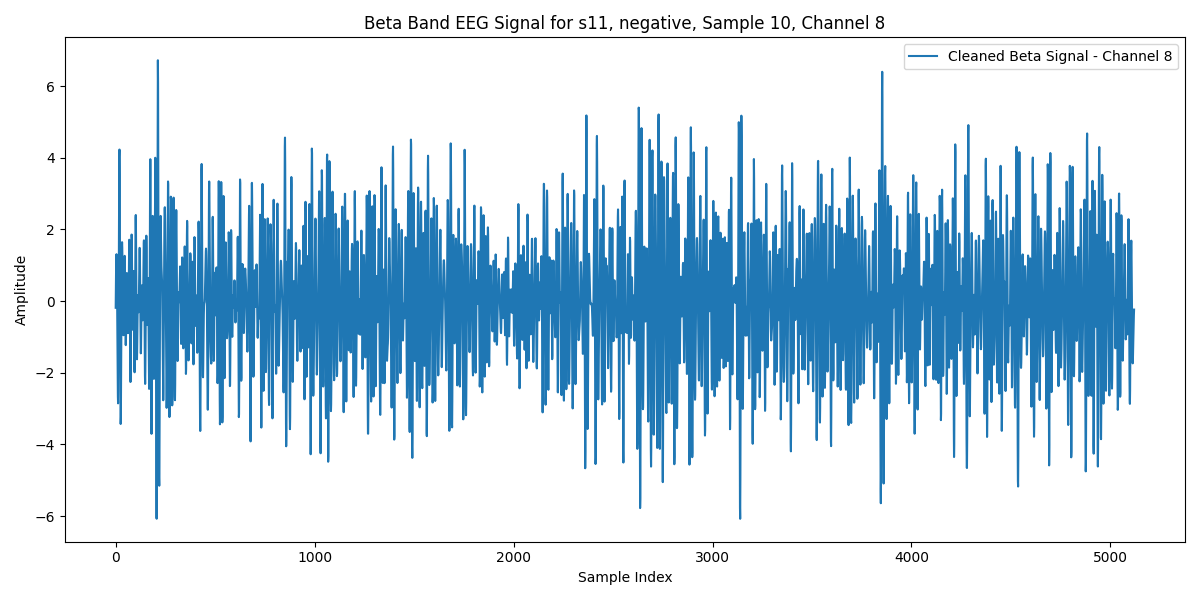 Beta Band EEG Signal for s11, negative, Sample 10, Channel 8
Cleaned Beta Signal - Channel 8
Amplitude
6
4
2
0
−2
−4
−6
0 1000 2000 3000 4000 5000
Sample Index